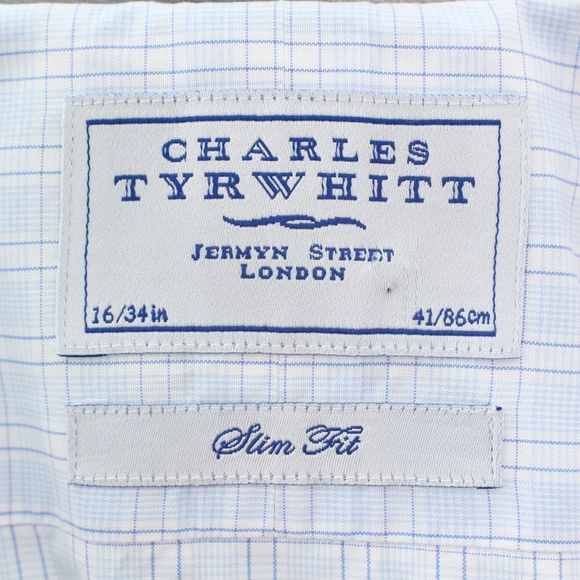 CHARLES
TYRWHITT
JERMYN STREET
LONDON
16/34in 41/86cm
Slim Fit